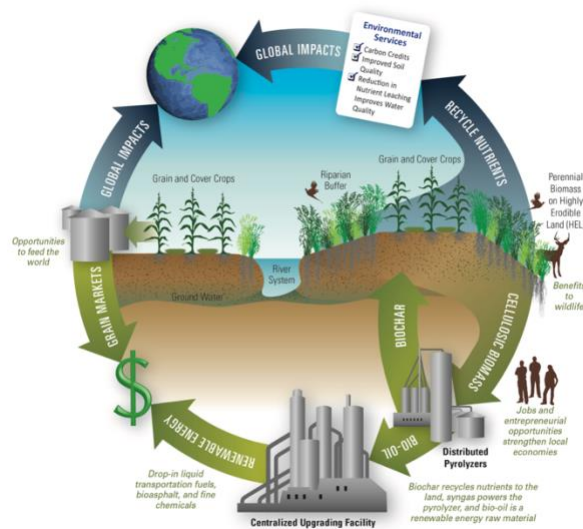 Environmental
Services
Carbon Credits
Improved Soil
Quality
Reduction in
Nutrient Leaching
Improves Water
Quality
GLOBAL IMPACTS
GLOBAL IMPACTS
RECYCLE NUTRIENTS
Grain and Cover Crops
Riparian
Buffer
Grain and Cover Crops
Perennial
Biomass
on Highly
Erodible
Land (HEL)
Opportunities
to feed the
world
River
System
Ground Water
Benefits
to
wildlife
GRAIN MARKETS
BIOCHAR
CELLULOSIC BIOMASS
$
Jobs and
entrepreneurial
opportunities
strengthen local
economies
RENEWABLE ENERGY
BIO-OIL
Distributed
Pyrolyzers
Drop-in liquid
transportation fuels,
bioasphalt, and fine
chemicals
Biochar recycles nutrients to
the land, syngas powers the
pyrolyzer, and bio-oil is a
renewable energy raw material
Centralized Upgrading Facility